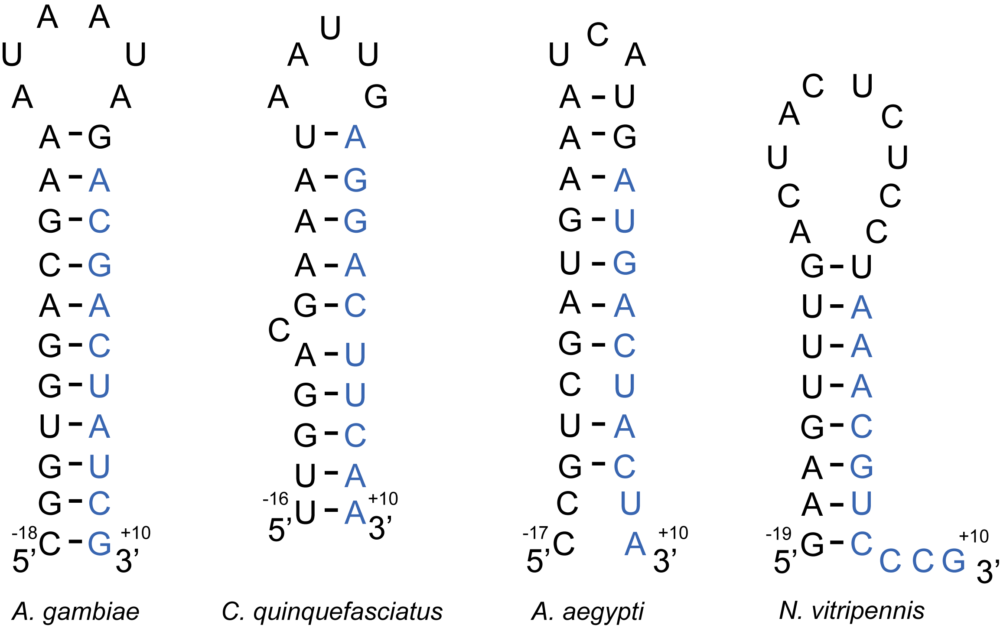 A A
U U
A A
A - G
A - A
G - C
C - G
A - A
G - C
G - U
U - A
G - U
G - C
-18 5’ C - G +10 3’
A. gambiae
U
A U
A G
U - A
A - G
A - G
A - A
G - C
C
A - U
G - U
G - C
U - A
-16 5’ U - A +10 3’
C. quinquefasciatus
C
U A
A - U
A - G
A - A
G - U
U - G
A - A
G - C
C U
U - A
G - C
C U
-17 5’ C A +10 3’
A. aegypti
C U
A C
U U
C C
A C
G - U
U - A
U - A
U - A
G - C
A - G
A - U
-19 5’ G - C C C G +10 3’
N. vitripennis